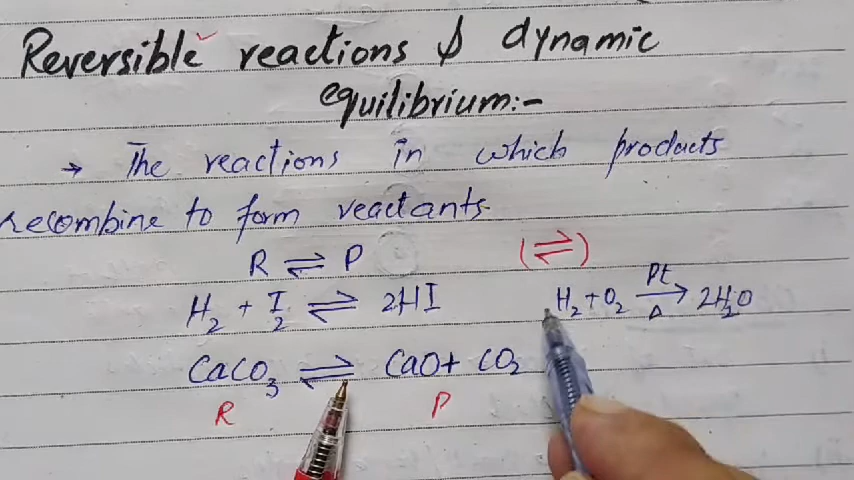 Reversible reactions & dynamic
equilibrium:-
→ The reactions in which products
recombine to form reactants.
R ⇌ P (⇌)
H₂ + I₂ ⇌ 2HI H₂+O₂ —Pt/Δ→ 2H₂O
CaCO₃ ⇌ CaO+ CO₂
R P